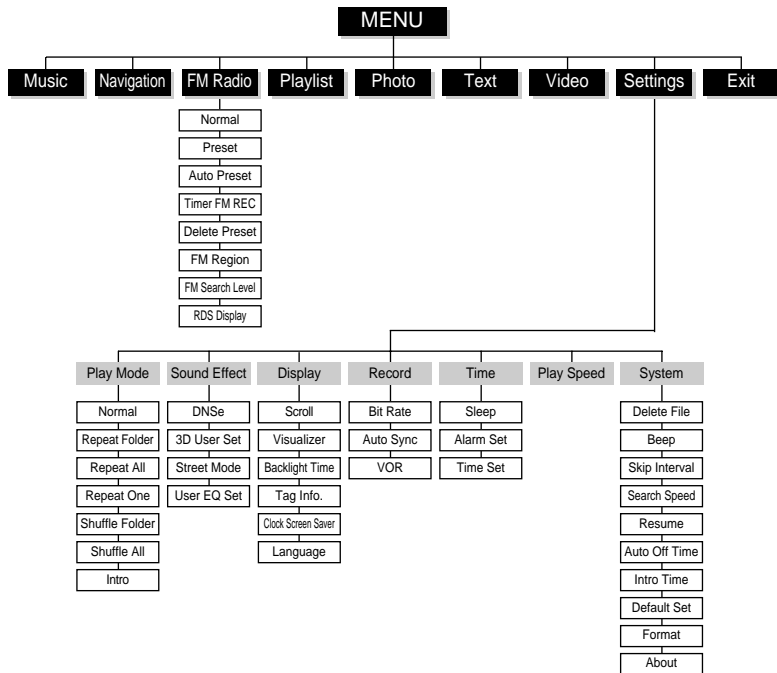 MENU
Music
Navigation
FM Radio
Playlist
Photo
Text
Video
Settings
Exit
Normal
Preset
Auto Preset
Timer FM REC
Delete Preset
FM Region
FM Search Level
RDS Display
Play Mode
Normal
Repeat Folder
Repeat All
Repeat One
Shuffle Folder
Shuffle All
Intro
Sound Effect
DNSe
3D User Set
Street Mode
User EQ Set
Display
Scroll
Visualizer
Backlight Time
Tag Info.
Clock Screen Saver
Language
Record
Bit Rate
Auto Sync
VOR
Time
Sleep
Alarm Set
Time Set
Play Speed
System
Delete File
Beep
Skip Interval
Search Speed
Resume
Auto Off Time
Intro Time
Default Set
Format
About